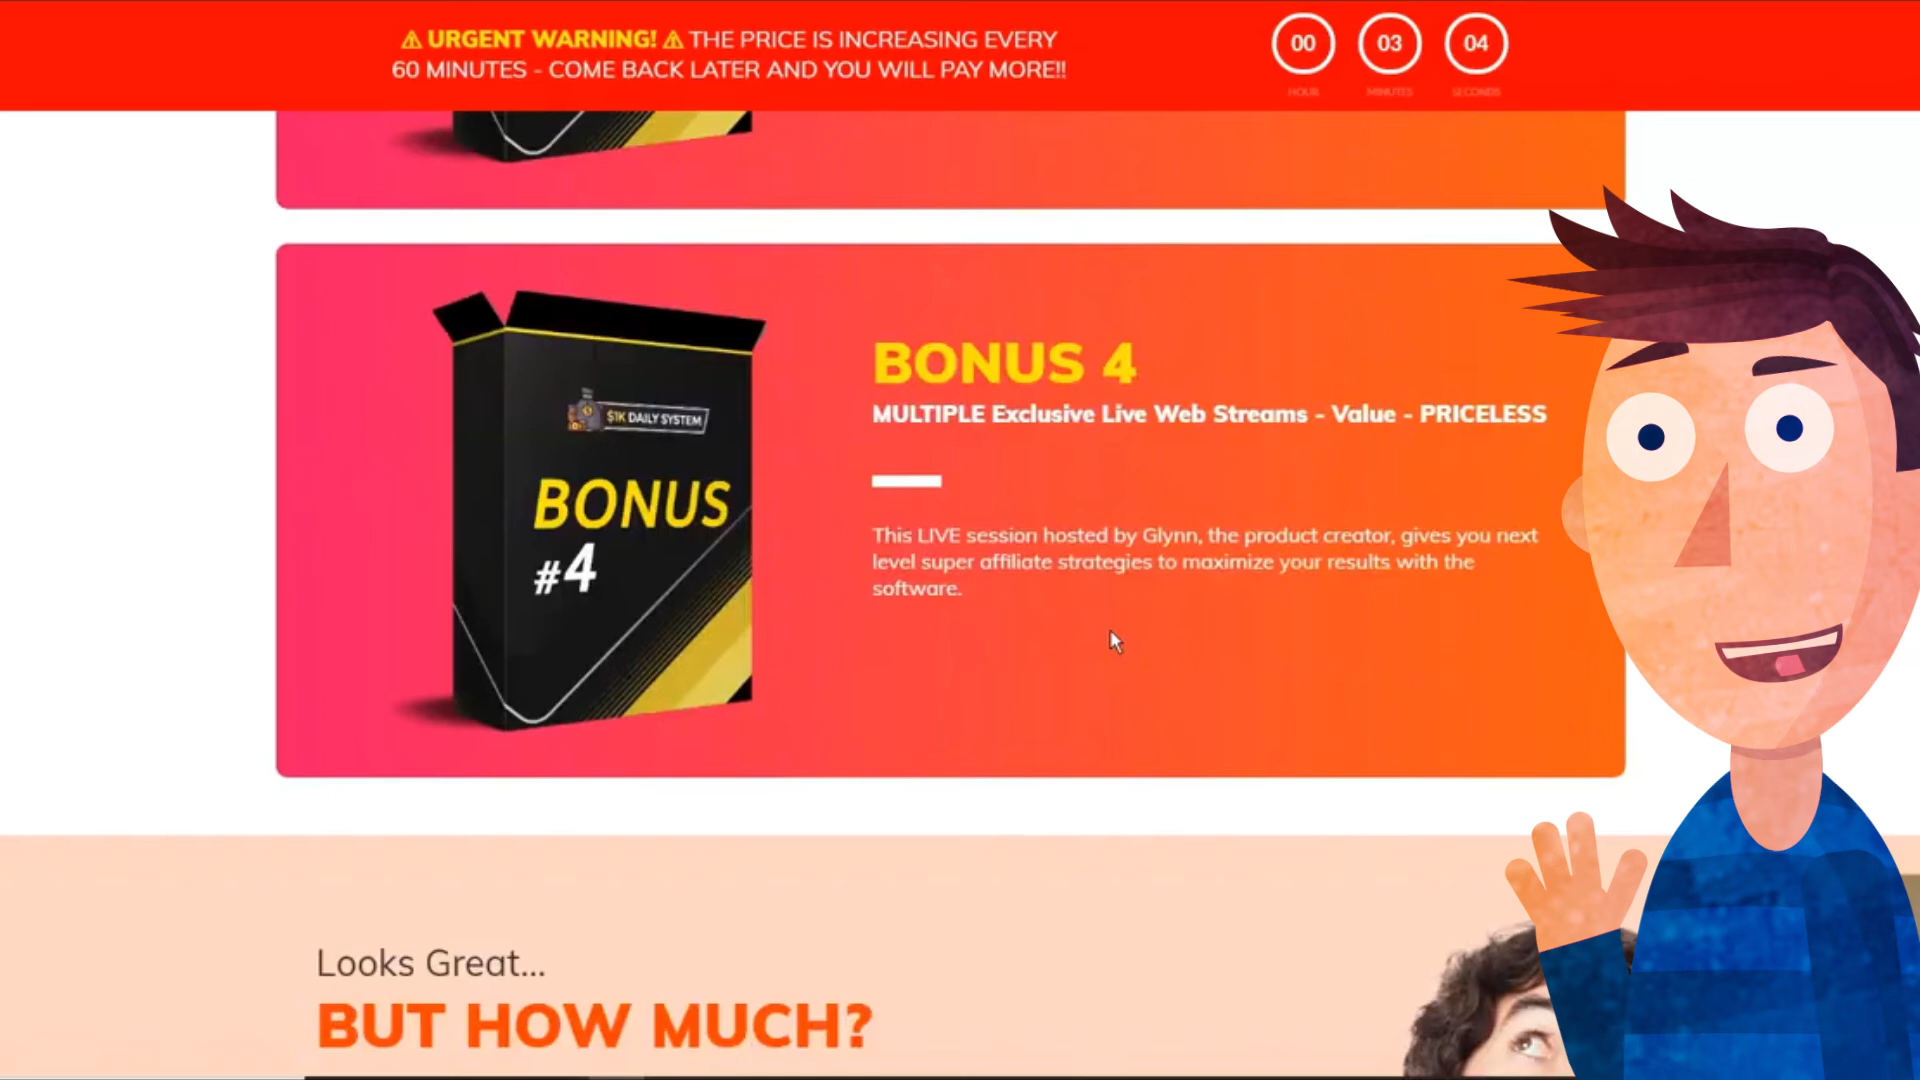 ⚠ URGENT WARNING! ⚠ THE PRICE IS INCREASING EVERY
60 MINUTES - COME BACK LATER AND YOU WILL PAY MORE!!
00 03 04
HOUR MINUTES SECONDS
BONUS 4
MULTIPLE Exclusive Live Web Streams - Value - PRICELESS
This LIVE session hosted by Glynn, the product creator, gives you next
level super affiliate strategies to maximize your results with the
software.
$1K DAILY SYSTEM
BONUS
#4
Looks Great...
BUT HOW MUCH?